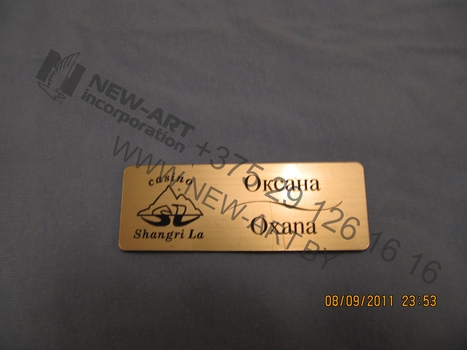 NEW-ART
incorporation
+375 29 126 16 16
WWW.NEW-ART.BY
casino
SL
Shangri La
Оксана
Oxana
08/09/2011 23:53